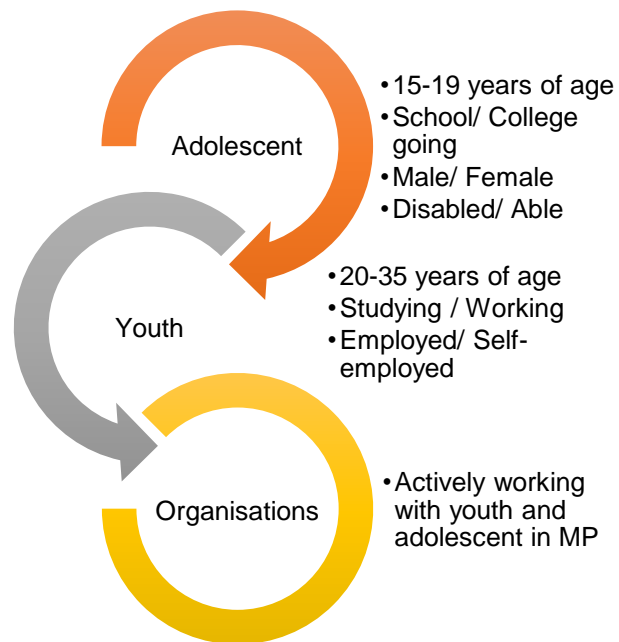 Adolescent
•15-19 years of age
•School/ College
going
•Male/ Female
•Disabled/ Able
Youth
•20-35 years of age
•Studying / Working
•Employed/ Self-
employed
Organisations
•Actively working
with youth and
adolescent in MP